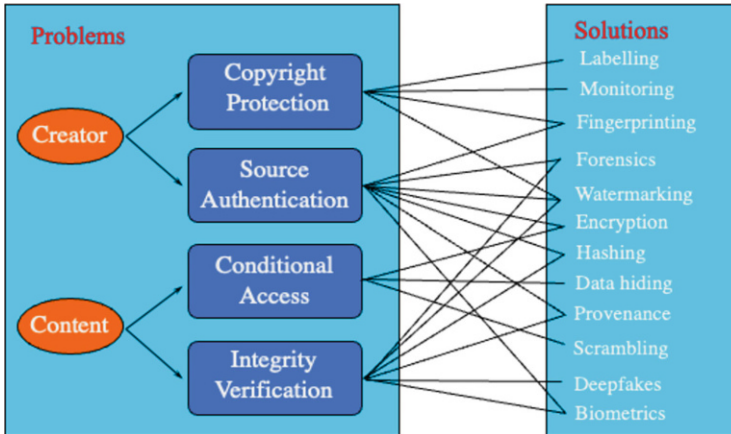 Problems
Creator
Content
Copyright
Protection
Source
Authentication
Conditional
Access
Integrity
Verification
Solutions
Labelling
Monitoring
Fingerprinting
Forensics
Watermarking
Encryption
Hashing
Data hiding
Provenance
Scrambling
Deepfakes
Biometrics